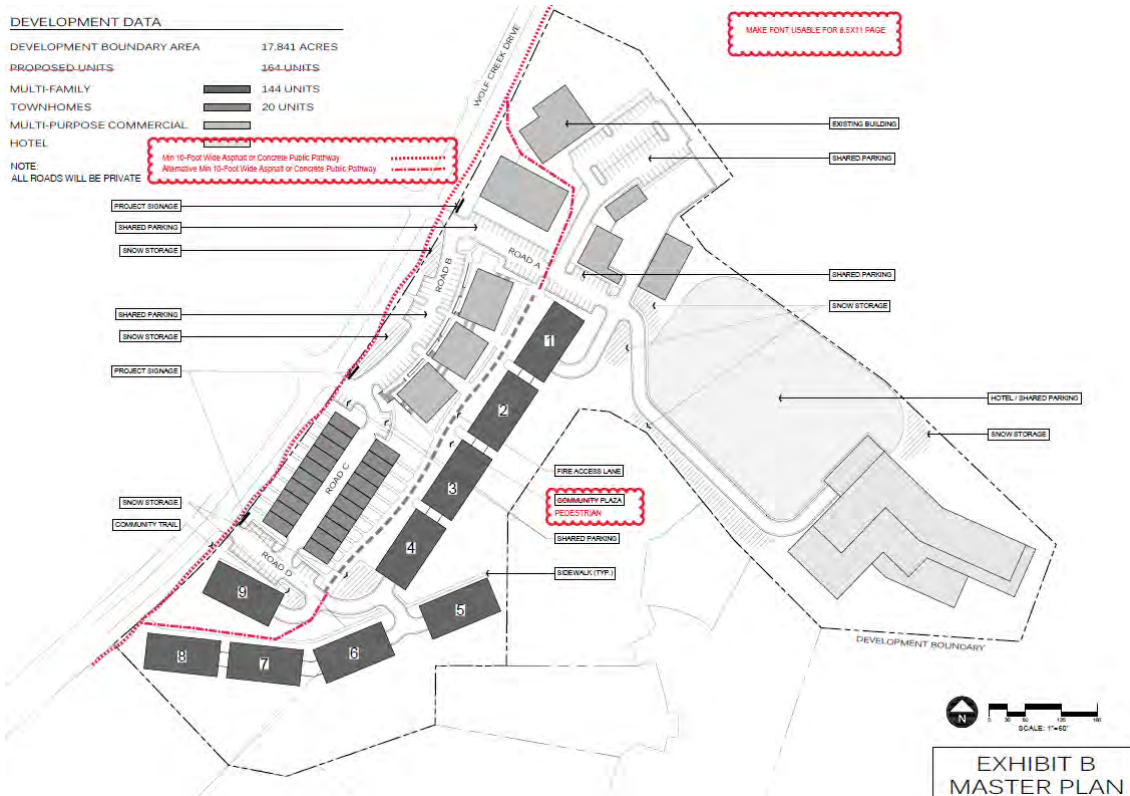 DEVELOPMENT DATA
DEVELOPMENT BOUNDARY AREA 17.841 ACRES
PROPOSED UNITS 164 UNITS
MULTI-FAMILY 144 UNITS
TOWNHOMES 20 UNITS
MULTI-PURPOSE COMMERCIAL
HOTEL
NOTE:
ALL ROADS WILL BE PRIVATE
Min 10-Foot Wide Asphalt or Concrete Public Pathway
Alternative Min 10-Foot Wide Asphalt or Concrete Public Pathway
MAKE FONT USABLE FOR 8.5X11 PAGE
WOLF CREEK DRIVE
EXISTING BUILDING
SHARED PARKING
PROJECT SIGNAGE
SHARED PARKING
SNOW STORAGE
ROAD A
ROAD B
SHARED PARKING
SNOW STORAGE
SHARED PARKING
SNOW STORAGE
PROJECT SIGNAGE
1
2
HOTEL / SHARED PARKING
SNOW STORAGE
FIRE ACCESS LANE
ROAD C
3
COMMUNITY PLAZA
PEDESTRIAN
SNOW STORAGE
COMMUNITY TRAIL
SHARED PARKING
4
ROAD D
SIDEWALK (TYP.)
9
5
8
7
6
DEVELOPMENT BOUNDARY
N
0 30 60 120 180
SCALE: 1"=60'
EXHIBIT B
MASTER PLAN